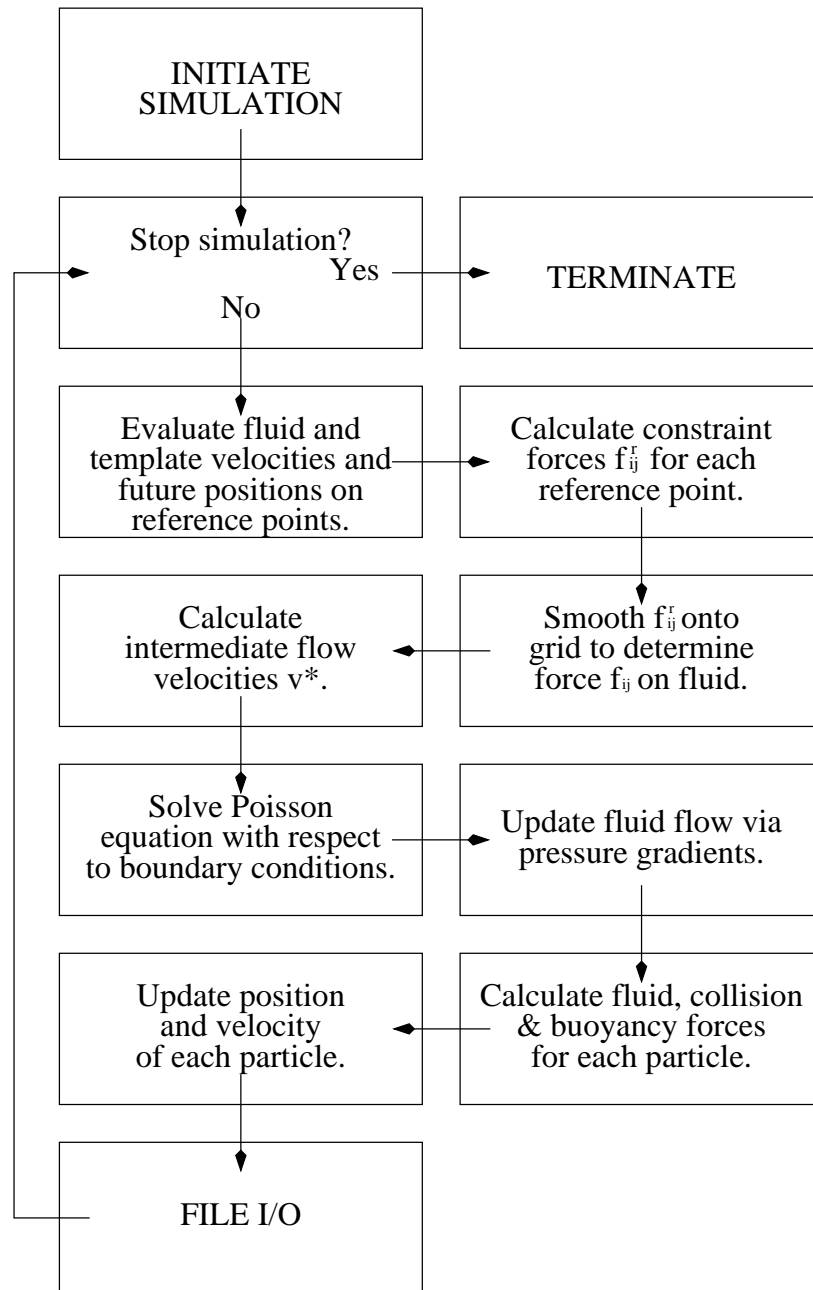 INITIATE
SIMULATION
Stop simulation?
Yes
No
TERMINATE
Evaluate fluid and
template velocities and
future positions on
reference points.
Calculate constraint
forces f^r_ij for each
reference point.
Smooth f^r_ij onto
grid to determine
force f_ij on fluid.
Calculate
intermediate flow
velocities v*.
Solve Poisson
equation with respect
to boundary conditions.
Update fluid flow via
pressure gradients.
Calculate fluid, collision
& buoyancy forces
for each particle.
Update position
and velocity
of each particle.
FILE I/O